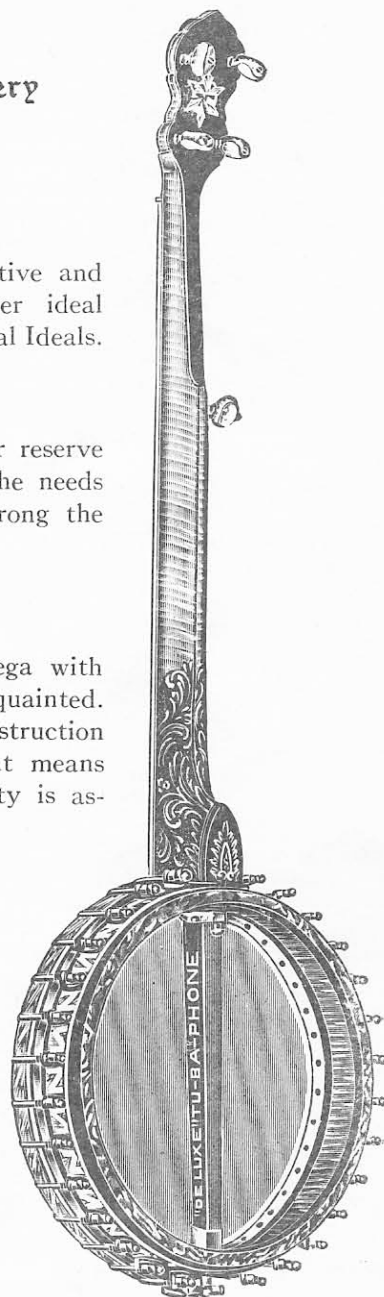 ery
tive and
er ideal
al Ideals.
r reserve
he needs
rong the
ega with
quainted.
struction
t means
ty is as-
"DE LUXE" TU-BA-PHONE